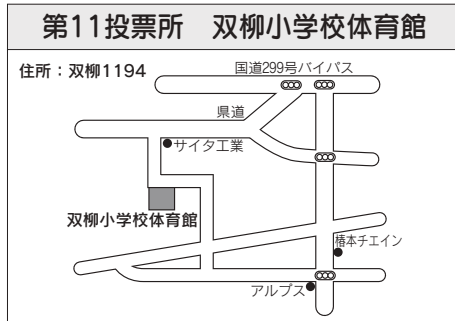 第11投票所　双柳小学校体育館
住所：双柳1194
国道299号バイパス
県道
サイタ工業
双柳小学校体育館
椿本チエイン
アルプス